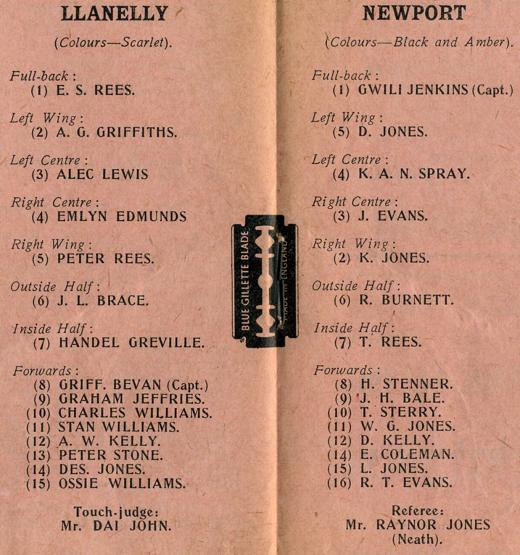 LLANELLY
(Colours—Scarlet).
Full-back :
(1) E. S. REES.
Left Wing :
(2) A. G. GRIFFITHS.
Left Centre :
(3) ALEC LEWIS
Right Centre :
(4) EMLYN EDMUNDS
Right Wing :
(5) PETER REES.
Outside Half :
(6) J. L. BRACE.
Inside Half :
(7) HANDEL GREVILLE.
Forwards :
(8) GRIFF. BEVAN (Capt.)
(9) GRAHAM JEFFRIES.
(10) CHARLES WILLIAMS.
(11) STAN WILLIAMS.
(12) A. W. KELLY.
(13) PETER STONE.
(14) DES. JONES.
(15) OSSIE WILLIAMS.
Touch-judge:
Mr. DAI JOHN.
BLUE GILLETTE BLADE
MADE IN ENGLAND
NEWPORT
(Colours—Black and Amber).
Full-back :
(1) GWILI JENKINS (Capt.)
Left Wing :
(5) D. JONES.
Left Centre :
(4) K. A. N. SPRAY.
Right Centre :
(3) J. EVANS.
Right Wing :
(2) K. JONES.
Outside Half :
(6) R. BURNETT.
Inside Half :
(7) T. REES.
Forwards :
(8) H. STENNER.
(9) J. H. BALE.
(10) T. STERRY.
(11) W. G. JONES.
(12) D. KELLY.
(14) E. COLEMAN.
(15) L. JONES.
(16) R. T. EVANS.
Referee:
Mr. RAYNOR JONES
(Neath).